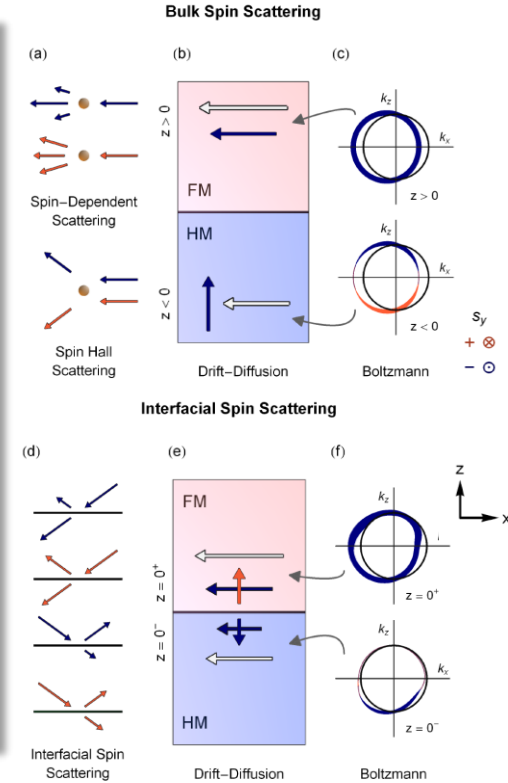 Bulk Spin Scattering
(a)
(b)
(c)
z > 0
FM
HM
z < 0
k_z
k_x
z > 0
k_z
k_x
z < 0
Spin−Dependent
Scattering
Spin Hall
Scattering
Drift−Diffusion
Boltzmann
s_y
+ ⊗
− ⊙
Interfacial Spin Scattering
(d)
(e)
(f)
FM
z = 0⁺
z = 0⁻
HM
k_z
z = 0⁺
k_z
k_x
z = 0⁻
z
x
Interfacial Spin
Scattering
Drift−Diffusion
Boltzmann